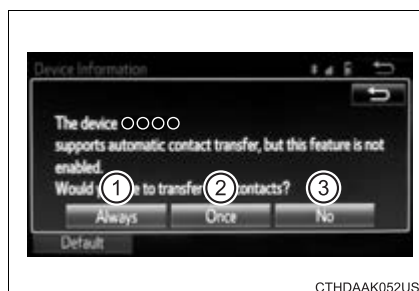 Device Information
The device ○○○○
supports automatic contact transfer, but this feature is not
enabled.
Would to transfer contacts?
1 2 3
Always Once No
Default
CTHDAAK052US